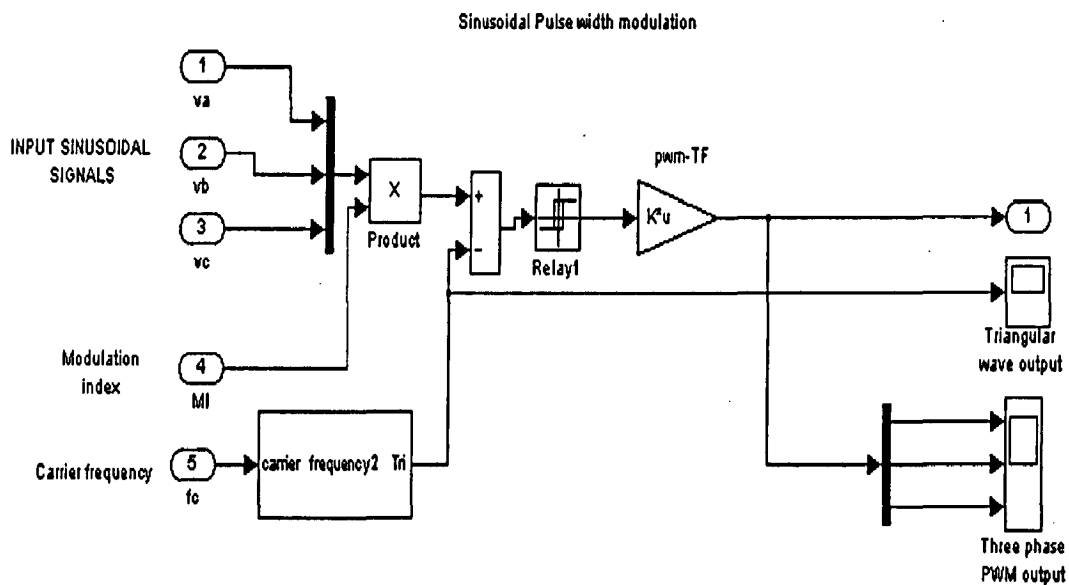 Sinusoidal Pulse width modulation
1
va
INPUT SINUSOIDAL
SIGNALS
2
vb
3
vc
X
Product
+
−
Relay1
pwm-TF
K*u
1
Triangular
wave output
Modulation
index
4
MI
Carrier frequency
5
fc
carrier frequency2 Tri
Three phase
PWM output